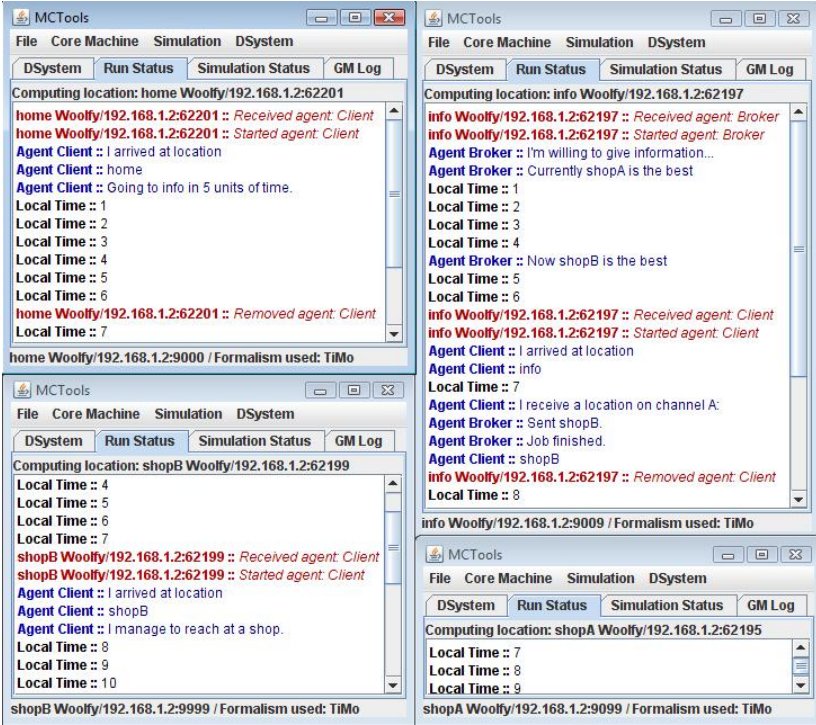 MCTools
File Core Machine Simulation DSystem
DSystem Run Status Simulation Status GM Log
Computing location: home Woolfy/192.168.1.2:62201
home Woolfy/192.168.1.2:62201 :: Received agent: Client
home Woolfy/192.168.1.2:62201 :: Started agent: Client
Agent Client :: I arrived at location
Agent Client :: home
Agent Client :: Going to info in 5 units of time.
Local Time :: 1
Local Time :: 2
Local Time :: 3
Local Time :: 4
Local Time :: 5
Local Time :: 6
home Woolfy/192.168.1.2:62201 :: Removed agent: Client
Local Time :: 7
home Woolfy/192.168.1.2:9000 / Formalism used: TiMo
MCTools
File Core Machine Simulation DSystem
DSystem Run Status Simulation Status GM Log
Computing location: info Woolfy/192.168.1.2:62197
info Woolfy/192.168.1.2:62197 :: Received agent: Broker
info Woolfy/192.168.1.2:62197 :: Started agent: Broker
Agent Broker :: I'm willing to give information...
Agent Broker :: Currently shopA is the best
Local Time :: 1
Local Time :: 2
Local Time :: 3
Local Time :: 4
Agent Broker :: Now shopB is the best
Local Time :: 5
Local Time :: 6
info Woolfy/192.168.1.2:62197 :: Received agent: Client
info Woolfy/192.168.1.2:62197 :: Started agent: Client
Agent Client :: I arrived at location
Agent Client :: info
Local Time :: 7
Agent Client :: I receive a location on channel A:
Agent Broker :: Sent shopB.
Agent Broker :: Job finished.
Agent Client :: shopB
info Woolfy/192.168.1.2:62197 :: Removed agent: Client
Local Time :: 8
info Woolfy/192.168.1.2:9009 / Formalism used: TiMo
MCTools
File Core Machine Simulation DSystem
DSystem Run Status Simulation Status GM Log
Computing location: shopB Woolfy/192.168.1.2:62199
Local Time :: 4
Local Time :: 5
Local Time :: 6
Local Time :: 7
shopB Woolfy/192.168.1.2:62199 :: Received agent: Client
shopB Woolfy/192.168.1.2:62199 :: Started agent: Client
Agent Client :: I arrived at location
Agent Client :: shopB
Agent Client :: I manage to reach at a shop.
Local Time :: 8
Local Time :: 9
Local Time :: 10
shopB Woolfy/192.168.1.2:9999 / Formalism used: TiMo
MCTools
File Core Machine Simulation DSystem
DSystem Run Status Simulation Status GM Log
Computing location: shopA Woolfy/192.168.1.2:62195
Local Time :: 7
Local Time :: 8
Local Time :: 9
shopA Woolfy/192.168.1.2:9099 / Formalism used: TiMo